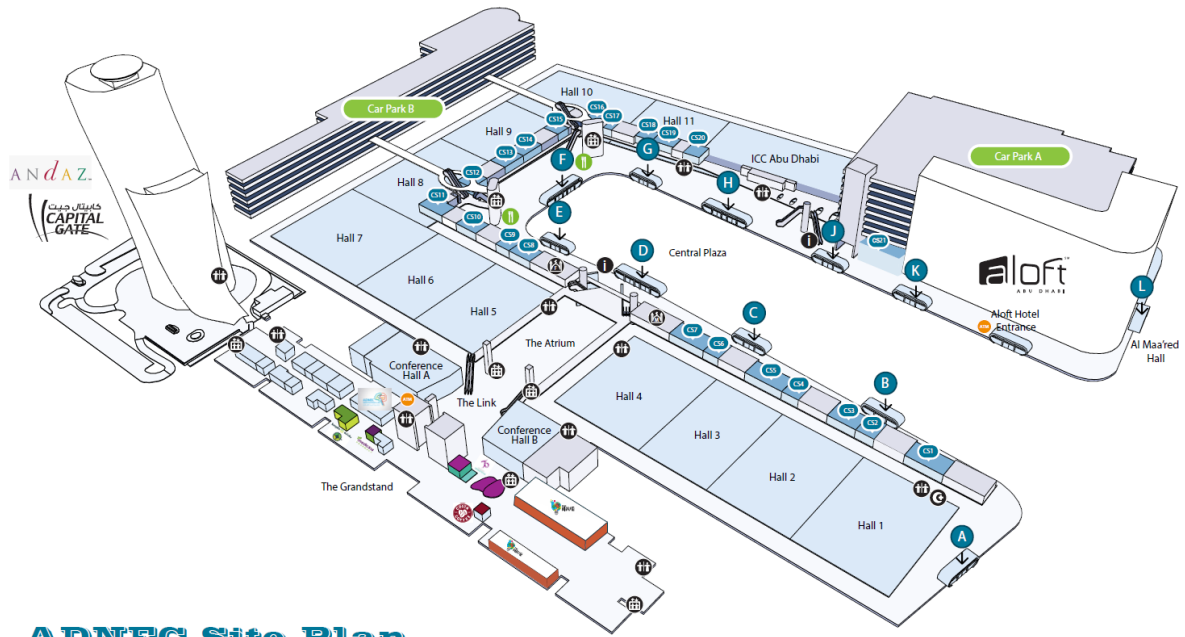 Car Park B
ANdAZ.
كابيتال جيت
CAPITAL
GATE
Hall 10
CS16
CS17
Hall 11
CS18
CS19
CS20
CS15
Hall 9
CS14
CS13
CS12
Hall 8
CS11
CS10
CS9
CS8
F
G
H
E
D
J
K
L
C
B
A
ICC Abu Dhabi
Car Park A
CS21
Central Plaza
i
i
aloft
ABU DHABI
Aloft Hotel
Entrance
Al Maa'red
Hall
Hall 7
Hall 6
Hall 5
The Atrium
Conference
Hall A
The Link
Conference
Hall B
CS7
CS6
CS5
CS4
CS3
CS2
CS1
Hall 4
Hall 3
Hall 2
Hall 1
The Grandstand
ADNEC Site Plan